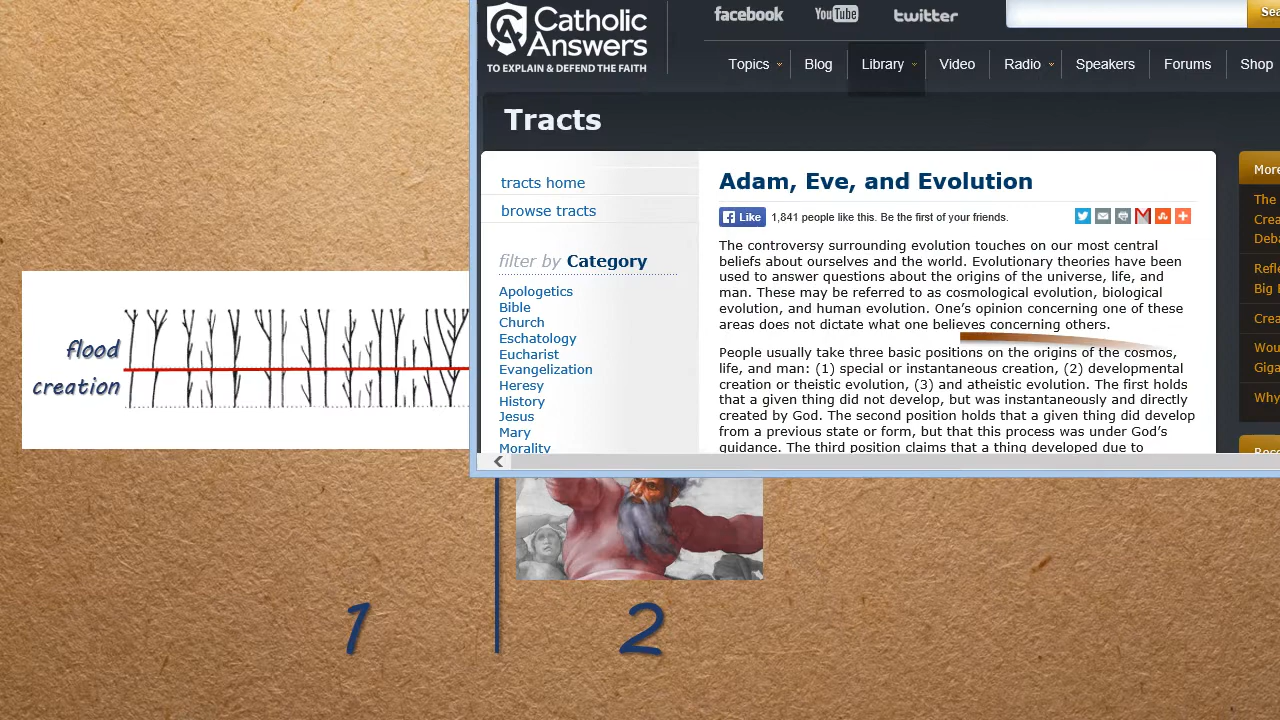 Catholic
Answers
TO EXPLAIN & DEFEND THE FAITH
facebook
YouTube
twitter
Topics
Blog
Library
Video
Radio
Speakers
Forums
Shop
Tracts
tracts home
browse tracts
filter by Category
Apologetics
Bible
Church
Eschatology
Eucharist
Evangelization
Heresy
History
Jesus
Mary
Morality
Adam, Eve, and Evolution
Like
1,841 people like this. Be the first of your friends.
The controversy surrounding evolution touches on our most central
beliefs about ourselves and the world. Evolutionary theories have been
used to answer questions about the origins of the universe, life, and
man. These may be referred to as cosmological evolution, biological
evolution, and human evolution. One's opinion concerning one of these
areas does not dictate what one believes concerning others.
People usually take three basic positions on the origins of the cosmos,
life, and man: (1) special or instantaneous creation, (2) developmental
creation or theistic evolution, (3) and atheistic evolution. The first holds
that a given thing did not develop, but was instantaneously and directly
created by God. The second position holds that a given thing did develop
from a previous state or form, but that this process was under God's
guidance. The third position claims that a thing developed due to
More
The
Big
Why
flood
creation
1
2